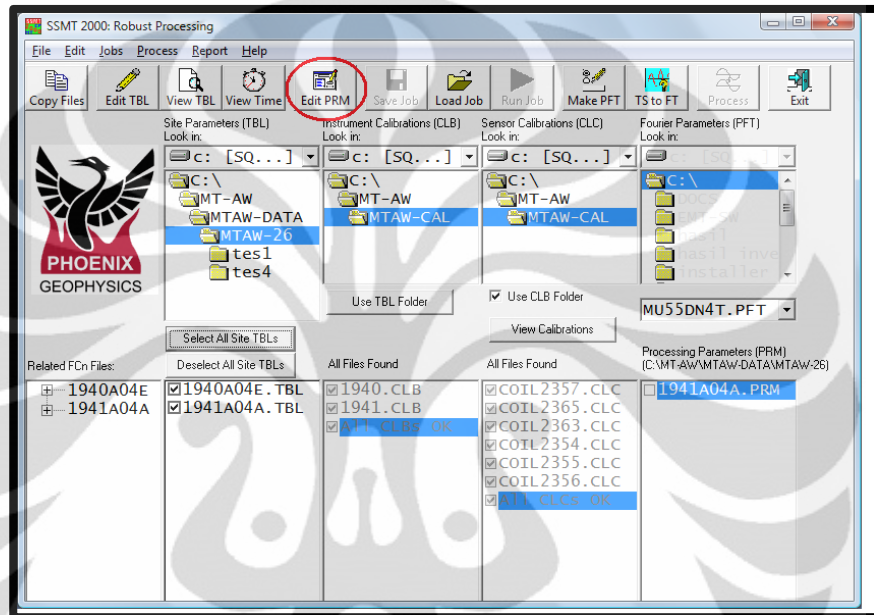 SSMT 2000: Robust Processing
File Edit Jobs Process Report Help
Copy Files Edit TBL View TBL View Time Edit PRM Save Job Load Job Run Job Make PFT TS to FT Process Exit
Site Parameters (TBL) Instrument Calibrations (CLB) Sensor Calibrations (CLC) Fourier Parameters (PFT)
Look in: Look in: Look in: Look in:
c: [SQ...] c: [SQ...] c: [SQ...] c: [SQ...]
C:\ C:\ C:\ C:\
MT-AW MT-AW MT-AW DOCS
MTAW-DATA MTAW-CAL MTAW-CAL EMT-SW
MTAW-26 hasil
tes1 hasil inve
tes4 installer
PHOENIX
GEOPHYSICS
Use TBL Folder Use CLB Folder MU55DN4T.PFT
Select All Site TBLs View Calibrations
Related FCn Files: Deselect All Site TBLs All Files Found All Files Found Processing Parameters (PRM)
(C:\MT-AW\MTAW-DATA\MTAW-26)
1940A04E 1940A04E.TBL 1940.CLB COIL2357.CLC 1941A04A.PRM
1941A04A 1941A04A.TBL 1941.CLB COIL2365.CLC
All CLBs OK COIL2363.CLC
COIL2354.CLC
COIL2355.CLC
COIL2356.CLC
All CLCs OK